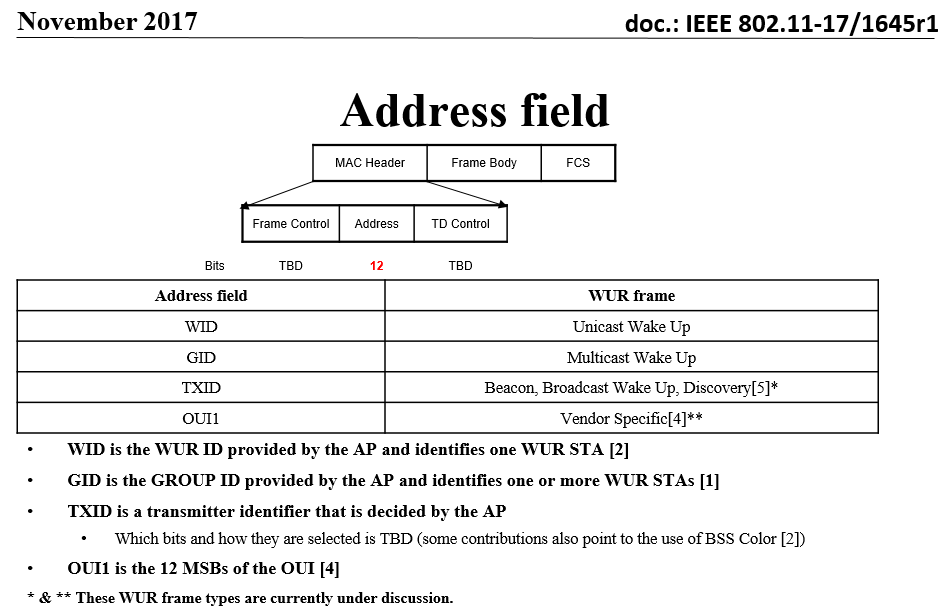 November 2017 doc.: IEEE 802.11-17/1645r1
Address field
MAC Header Frame Body FCS
Frame Control Address TD Control
Bits TBD 12 TBD
Address field WUR frame
WID Unicast Wake Up
GID Multicast Wake Up
TXID Beacon, Broadcast Wake Up, Discovery[5]*
OUI1 Vendor Specific[4]**
• WID is the WUR ID provided by the AP and identifies one WUR STA [2]
• GID is the GROUP ID provided by the AP and identifies one or more WUR STAs [1]
• TXID is a transmitter identifier that is decided by the AP
• Which bits and how they are selected is TBD (some contributions also point to the use of BSS Color [2])
• OUI1 is the 12 MSBs of the OUI [4]
* & ** These WUR frame types are currently under discussion.